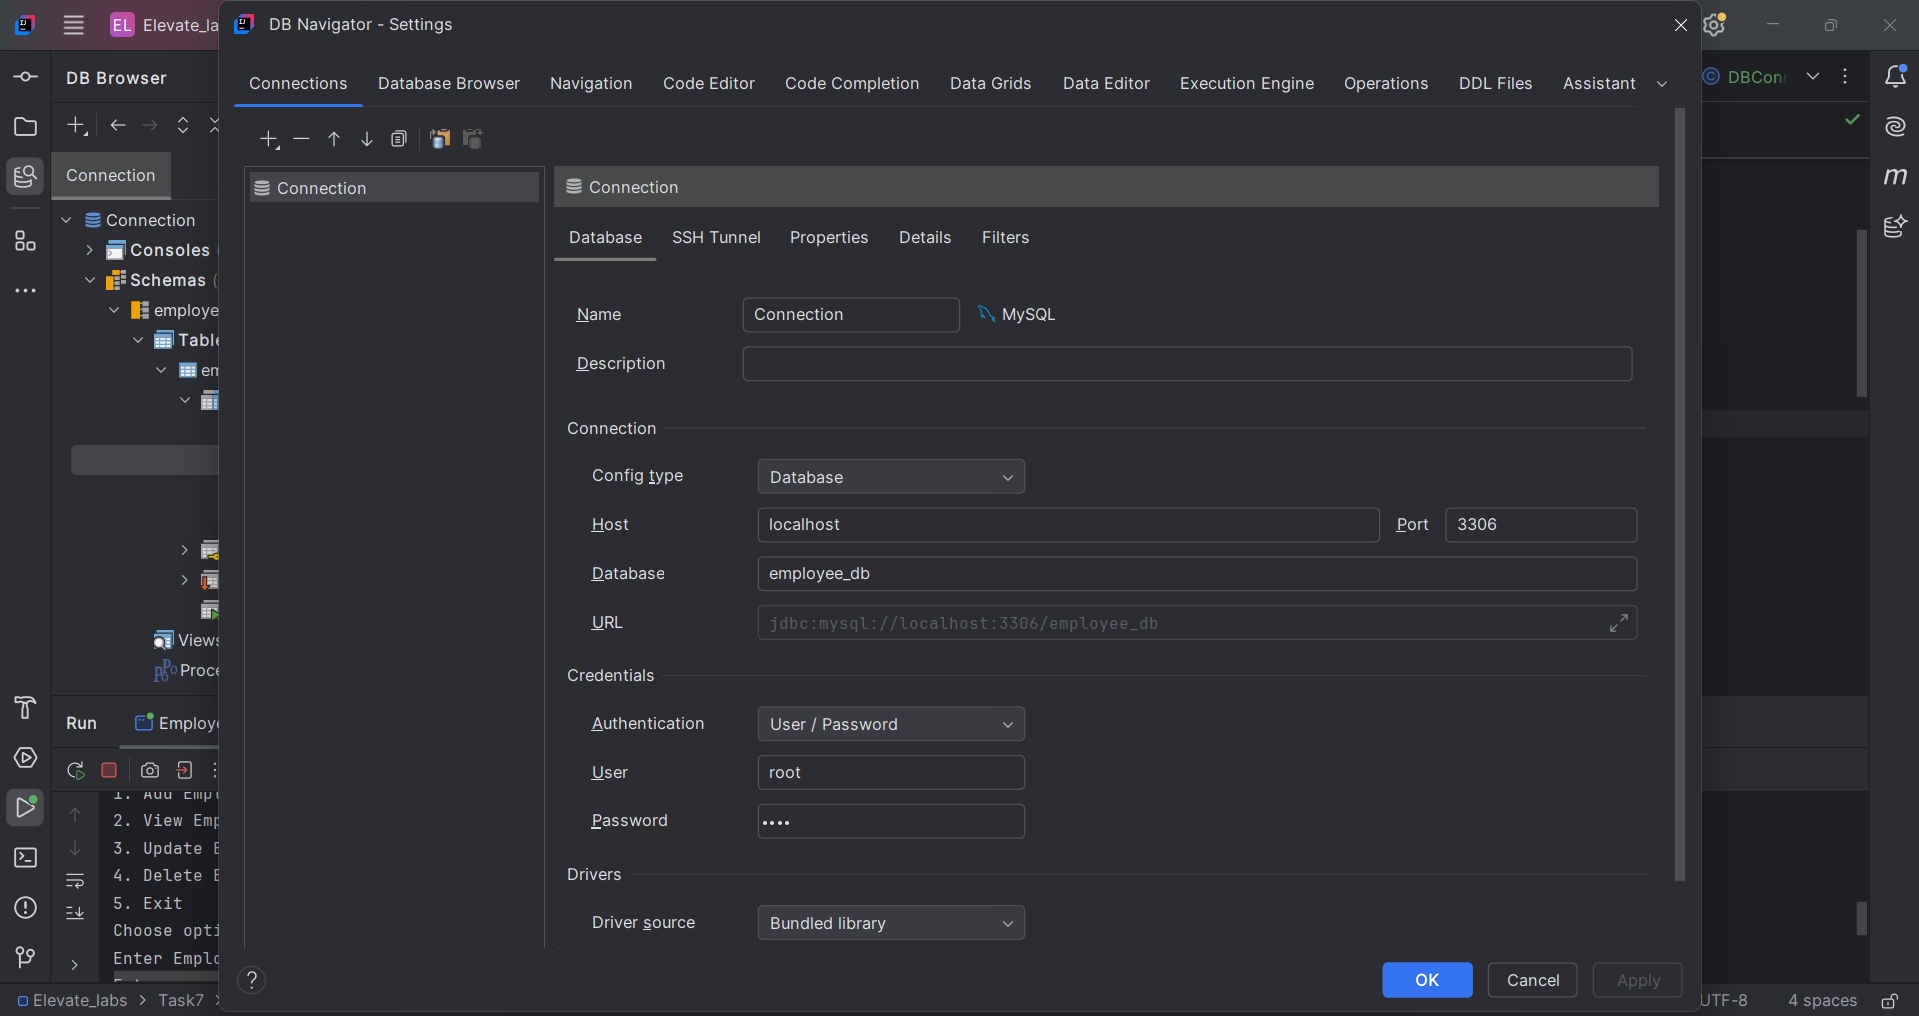 EL Elevate_la
DB Navigator - Settings
DB Browser
Connections Database Browser Navigation Code Editor Code Completion Data Grids Data Editor Execution Engine Operations DDL Files Assistant
DBConn
Connection
Connection
Connection
Connection
Consoles
Schemas (
employe
Table
em
Views
Proce
Database SSH Tunnel Properties Details Filters
Name Connection MySQL
Description
Connection
Config type Database
Host localhost Port 3306
Database employee_db
URL jdbc:mysql://localhost:3306/employee_db
Credentials
Authentication User / Password
User root
Password ••••
Drivers
Driver source Bundled library
m
Run Employe
1. Add Empl
2. View Emp
3. Update E
4. Delete E
5. Exit
Choose opti
Enter Emplo
? OK Cancel Apply
Elevate_labs > Task7 >
UTF-8 4 spaces